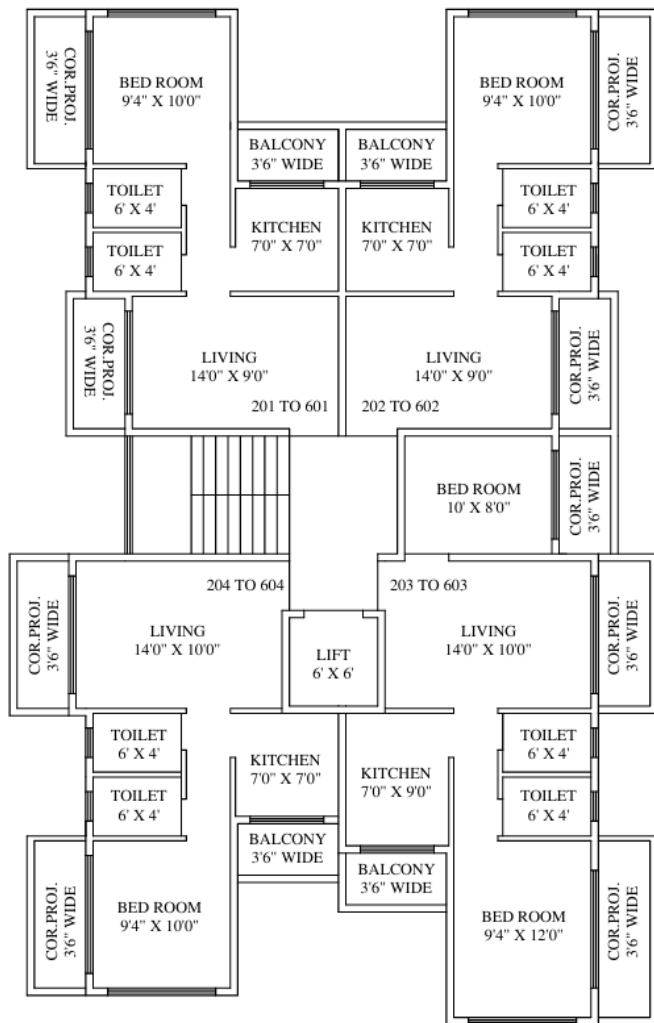 COR.PROJ.
3'6" WIDE
BED ROOM
9'4" X 10'0"
BED ROOM
9'4" X 10'0"
COR.PROJ.
3'6" WIDE
BALCONY
3'6" WIDE
BALCONY
3'6" WIDE
TOILET
6' X 4'
TOILET
6' X 4'
KITCHEN
7'0" X 7'0"
KITCHEN
7'0" X 7'0"
TOILET
6' X 4'
TOILET
6' X 4'
COR.PROJ.
3'6" WIDE
LIVING
14'0" X 9'0"
201 TO 601
LIVING
14'0" X 9'0"
202 TO 602
COR.PROJ.
3'6" WIDE
BED ROOM
10' X 8'0"
COR.PROJ.
3'6" WIDE
204 TO 604
203 TO 603
COR.PROJ.
3'6" WIDE
LIVING
14'0" X 10'0"
LIFT
6' X 6'
LIVING
14'0" X 10'0"
COR.PROJ.
3'6" WIDE
TOILET
6' X 4'
TOILET
6' X 4'
KITCHEN
7'0" X 7'0"
KITCHEN
7'0" X 9'0"
TOILET
6' X 4'
TOILET
6' X 4'
BALCONY
3'6" WIDE
BALCONY
3'6" WIDE
COR.PROJ.
3'6" WIDE
BED ROOM
9'4" X 10'0"
BED ROOM
9'4" X 12'0"
COR.PROJ.
3'6" WIDE